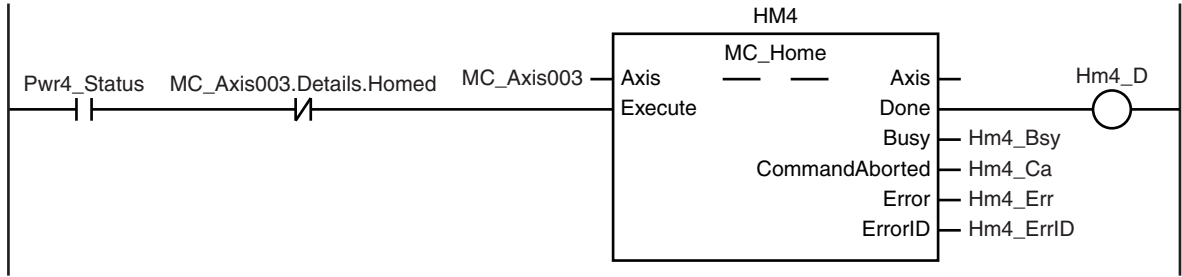 HM4
MC_Home
Pwr4_Status MC_Axis003.Details.Homed MC_Axis003 Axis Axis Hm4_D
Execute Done
Busy Hm4_Bsy
CommandAborted Hm4_Ca
Error Hm4_Err
ErrorID Hm4_ErrID